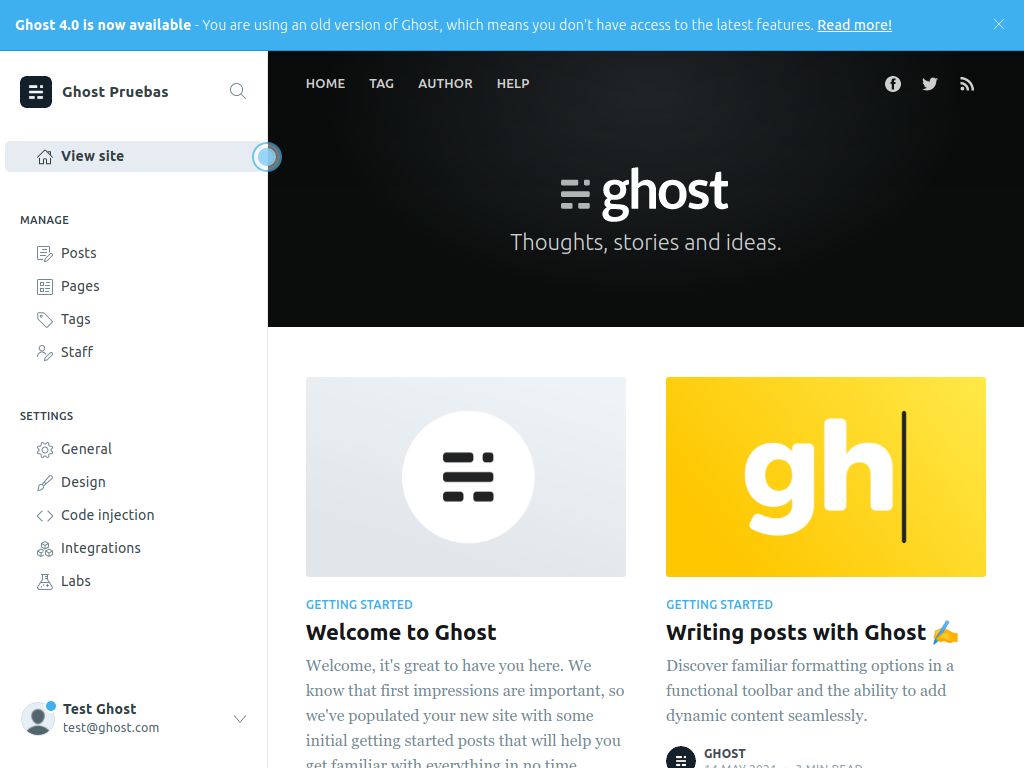 Ghost 4.0 is now available - You are using an old version of Ghost, which means you don't have access to the latest features. Read more!
Ghost Pruebas
View site
MANAGE
Posts
Pages
Tags
Staff
SETTINGS
General
Design
Code injection
Integrations
Labs
Test Ghost
test@ghost.com
HOME TAG AUTHOR HELP
ghost
Thoughts, stories and ideas.
GETTING STARTED
Welcome to Ghost
Welcome, it's great to have you here. We
know that first impressions are important, so
we've populated your new site with some
initial getting started posts that will help you
get familiar with everything in no time.
gh
GETTING STARTED
Writing posts with Ghost ✍️
Discover familiar formatting options in a
functional toolbar and the ability to add
dynamic content seamlessly.
GHOST
14 MAY 2021 • 3 MIN READ